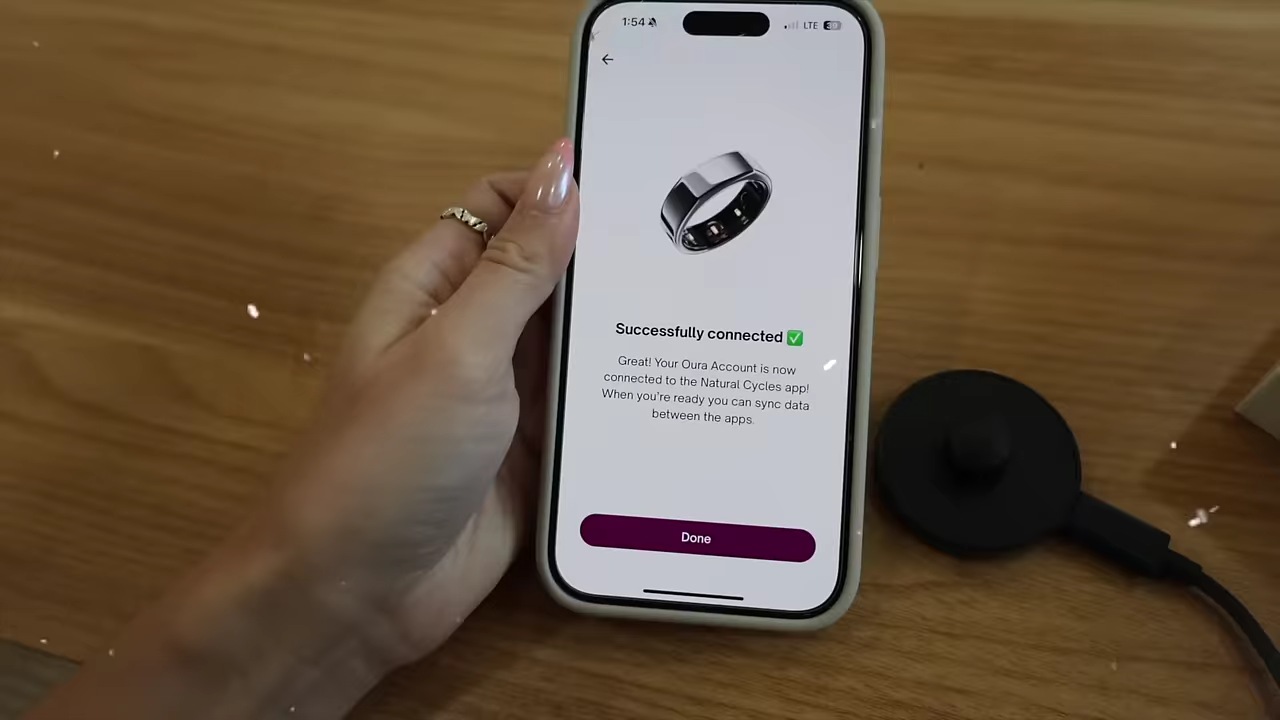 1:54
LTE
Successfully connected ✅
Great! Your Oura Account is now
connected to the Natural Cycles app!
When you're ready you can sync data
between the apps.
Done